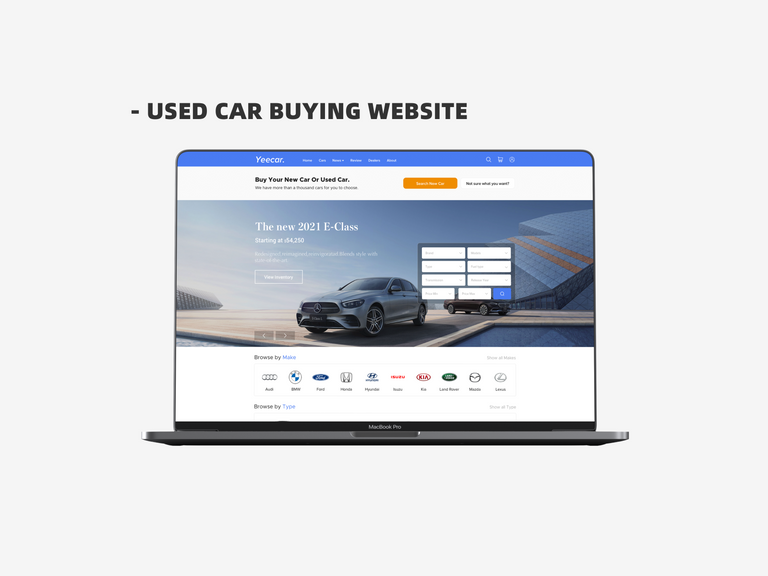 - USED CAR BUYING WEBSITE
Yeecar.
Home Cars News Review Dealers About
Buy Your New Car Or Used Car.
We have more than a thousand cars for you to choose.
Search New Car
Not sure what you want?
The new 2021 E-Class
Starting at $54,250
View Inventory
Browse by Make
Show all Makes
Audi BMW Ford Honda Hyundai Isuzu Kia Land Rover Mazda Lexus
Browse by Type
Show all Type
MacBook Pro